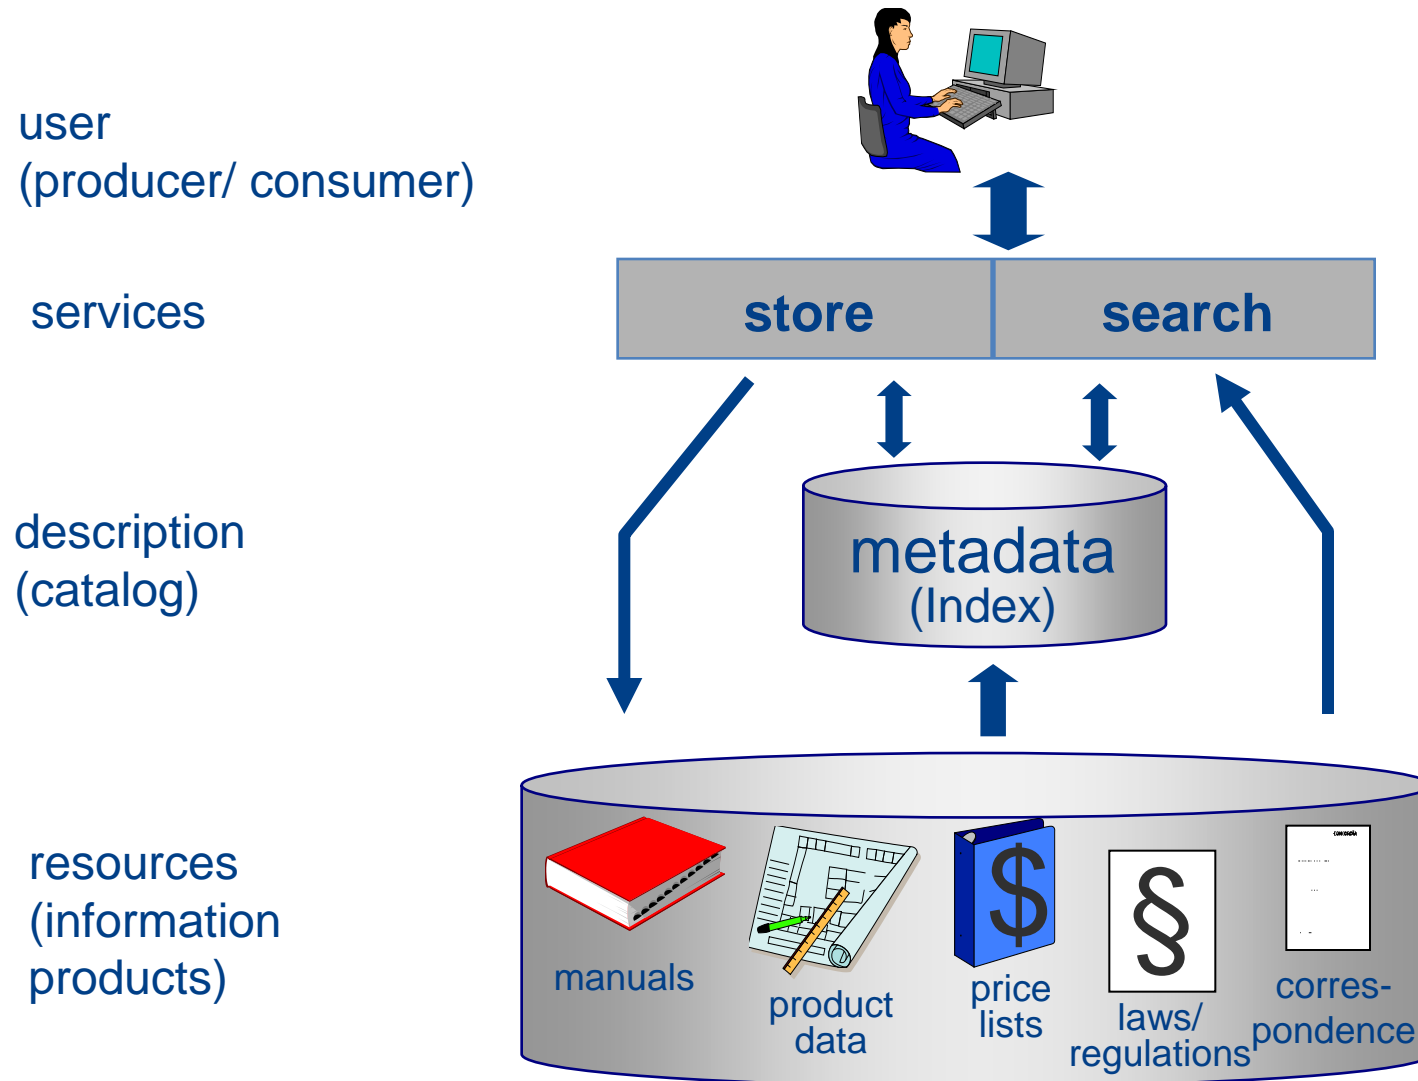 user
(producer/ consumer)
services
store
search
description
(catalog)
metadata
(Index)
resources
(information
products)
manuals
product
data
$
price
lists
§
laws/
regulations
corres-
pondence